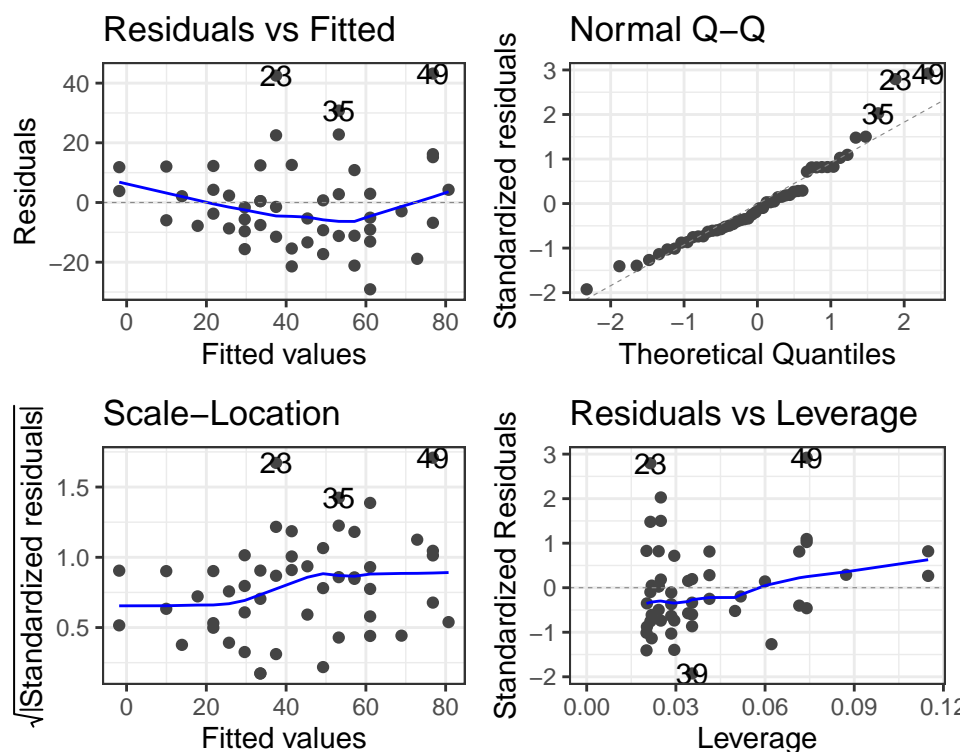 Residuals vs Fitted
Residuals
40
20
0
−20
23
49
35
0 20 40 60 80
Fitted values
Normal Q−Q
Standardized residuals
3
2
1
0
−1
−2
23
49
35
−2 −1 0 1 2
Theoretical Quantiles
Scale−Location
√|Standardized residuals|
1.5
1.0
0.5
23
49
35
0 20 40 60 80
Fitted values
Residuals vs Leverage
Standardized Residuals
3
2
1
0
−1
−2
23
49
39
0.00 0.03 0.06 0.09 0.12
Leverage